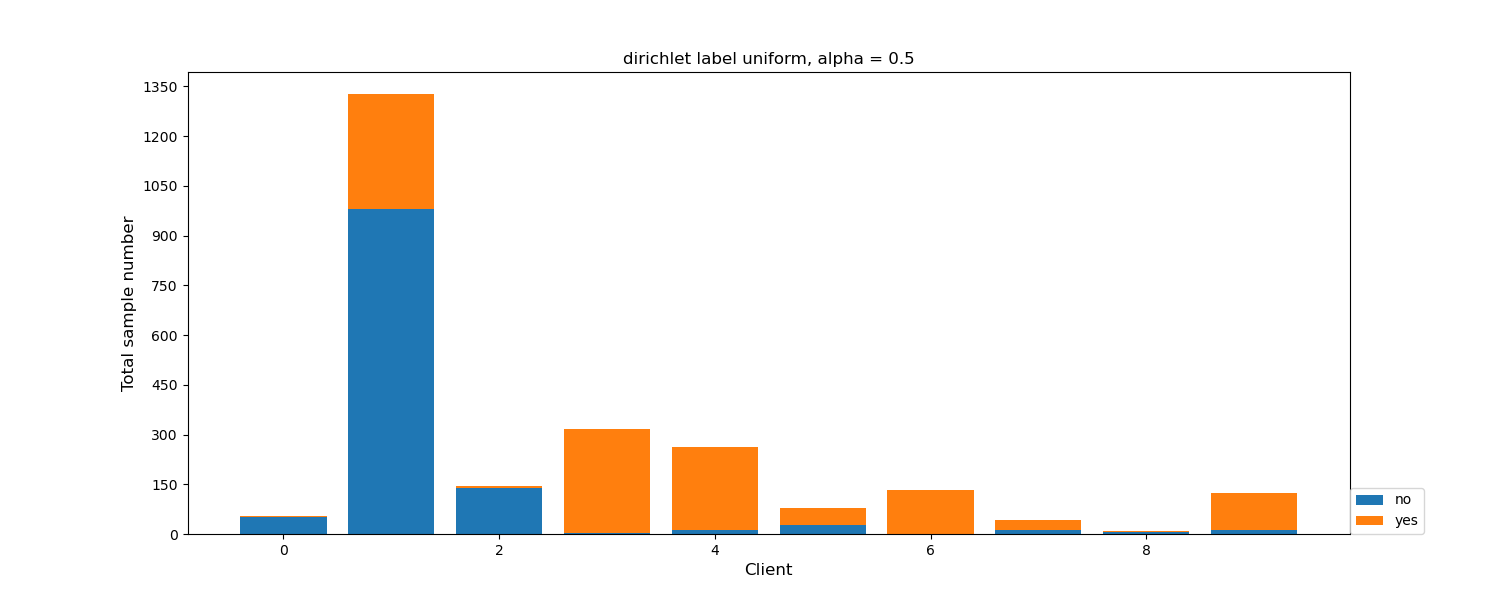 dirichlet label uniform, alpha = 0.5
Total sample number
1350
1200
1050
900
750
600
450
300
150
0
0 2 4 6 8
Client
no
yes